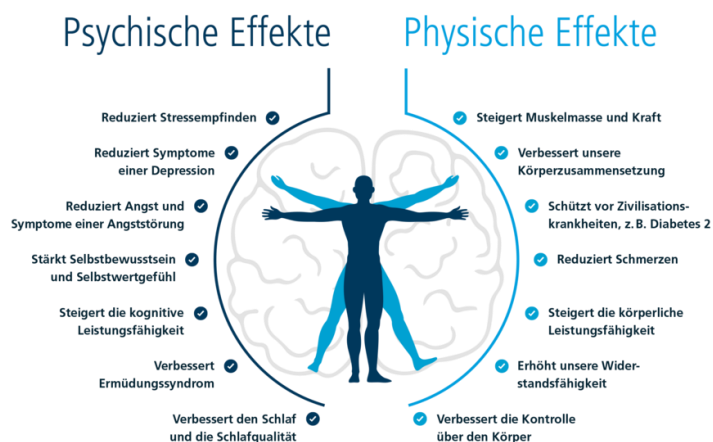 Psychische Effekte
Reduziert Stressempfinden
Reduziert Symptome
einer Depression
Reduziert Angst und
Symptome einer Angststörung
Stärkt Selbstbewusstsein
und Selbstwertgefühl
Steigert die kognitive
Leistungsfähigkeit
Verbessert
Ermüdungssyndrom
Verbessert den Schlaf
und die Schlafqualität
Physische Effekte
Steigert Muskelmasse und Kraft
Verbessert unsere
Körperzusammensetzung
Schützt vor Zivilisations-
krankheiten, z. B. Diabetes 2
Reduziert Schmerzen
Steigert die körperliche
Leistungsfähigkeit
Erhöht unsere Wider-
standsfähigkeit
Verbessert die Kontrolle
über den Körper